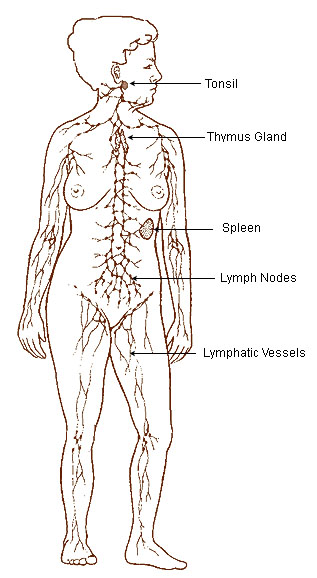 Tonsil
Thymus Gland
Spleen
Lymph Nodes
Lymphatic Vessels